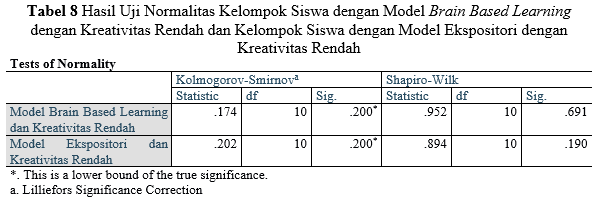 Tabel 8 Hasil Uji Normalitas Kelompok Siswa dengan Model Brain Based Learning
dengan Kreativitas Rendah dan Kelompok Siswa dengan Model Ekspositori dengan
Kreativitas Rendah
Tests of Normality
Kolmogorov-Smirnovᵃ Shapiro-Wilk
Statistic df Sig. Statistic df Sig.
Model Brain Based Learning
dan Kreativitas Rendah .174 10 .200* .952 10 .691
Model Ekspositori dan
Kreativitas Rendah .202 10 .200* .894 10 .190
*. This is a lower bound of the true significance.
a. Lilliefors Significance Correction